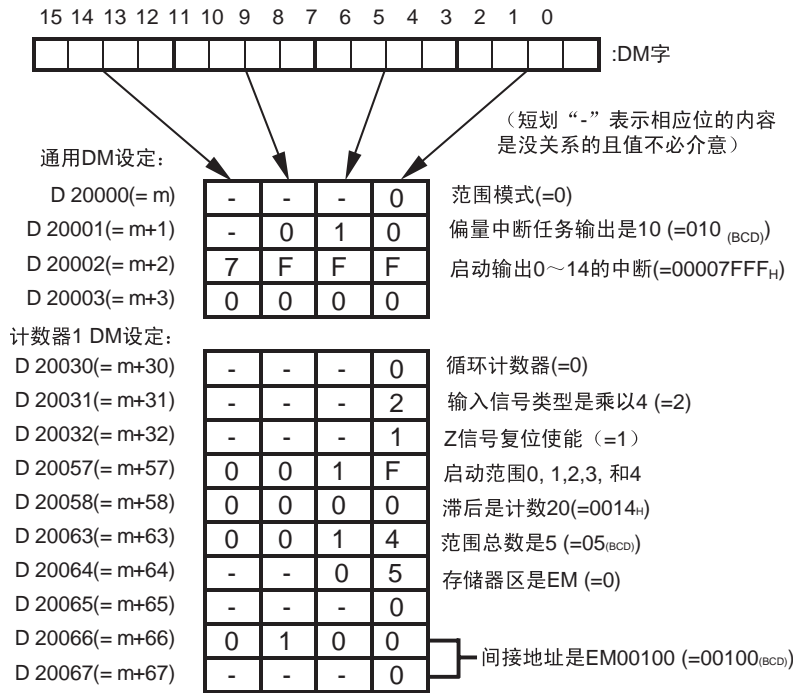 15 14 13 12 11 10 9 8 7 6 5 4 3 2 1 0
:DM字
（短划“-”表示相应位的内容
是没关系的且值不必介意）
通用DM设定：
D 20000(= m) - - - 0 范围模式(=0)
D 20001(= m+1) - 0 1 0 偏量中断任务输出是10 (=010 (BCD))
D 20002(= m+2) 7 F F F 启动输出0～14的中断(=00007FFFH)
D 20003(= m+3) 0 0 0 0
计数器1 DM设定：
D 20030(= m+30) - - - 0 循环计数器(=0)
D 20031(= m+31) - - - 2 输入信号类型是乘以4 (=2)
D 20032(= m+32) - - - 1 Z信号复位使能（=1）
D 20057(= m+57) 0 0 1 F 启动范围0, 1,2,3, 和4
D 20058(= m+58) 0 0 0 0 滞后是计数20(=0014H)
D 20063(= m+63) 0 0 1 4 范围总数是5 (=05(BCD))
D 20064(= m+64) - - 0 5 存储器区是EM (=0)
D 20065(= m+65) - - - 0
D 20066(= m+66) 0 1 0 0
间接地址是EM00100 (=00100(BCD))
D 20067(= m+67) - - - 0